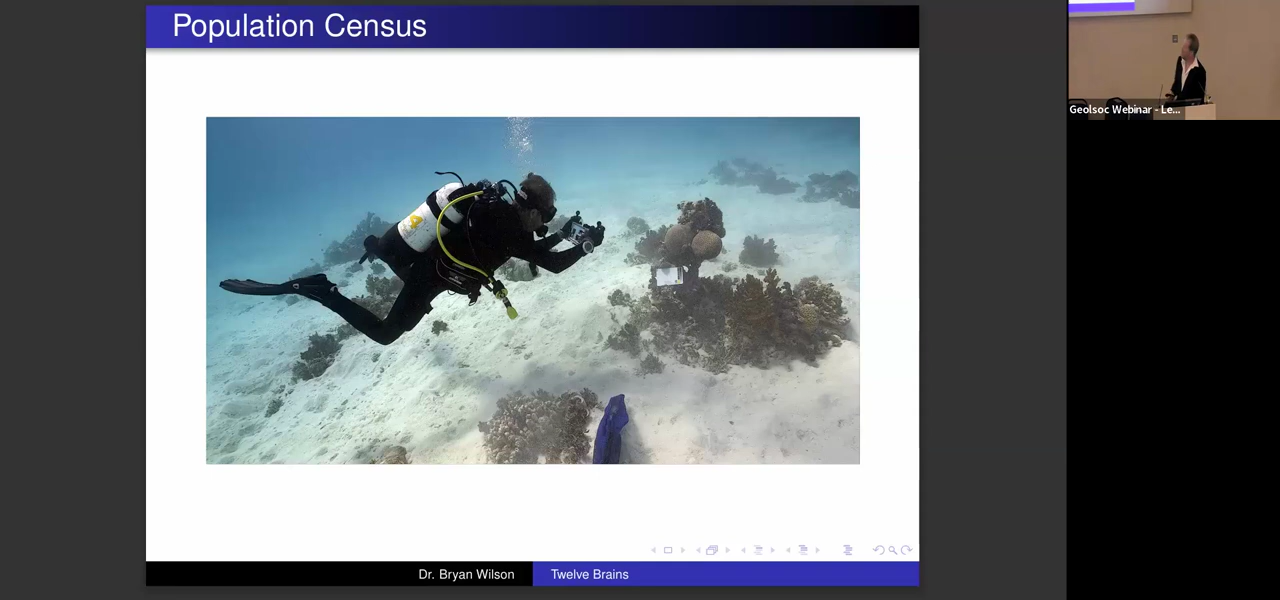 Population Census
Geolsoc Webinar - Le...
Dr. Bryan Wilson
Twelve Brains